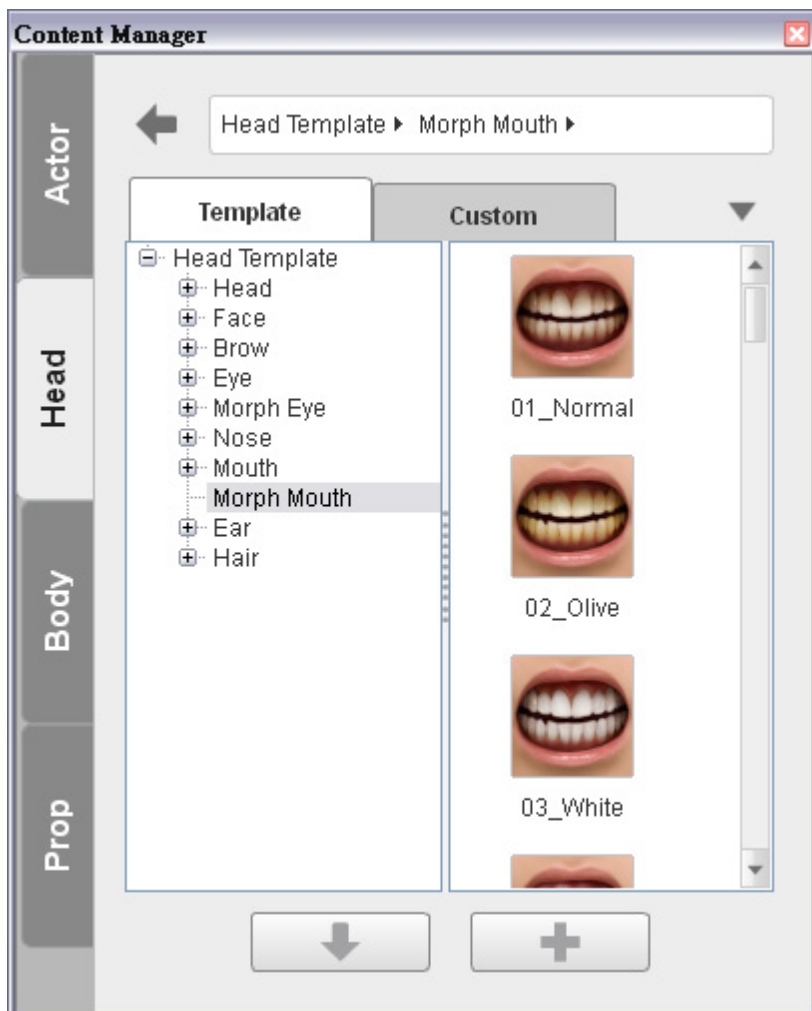 Content Manager
Actor
Head
Body
Prop
Head Template Morph Mouth
Template
Custom
Head Template
Head
Face
Brow
Eye
Morph Eye
Nose
Mouth
Morph Mouth
Ear
Hair
01_Normal
02_Olive
03_White